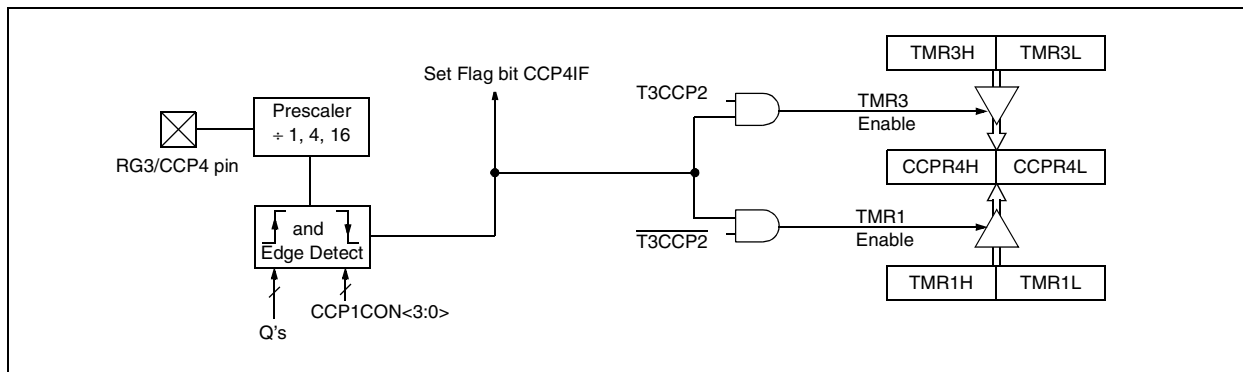 TMR3H TMR3L
Set Flag bit CCP4IF
T3CCP2
TMR3
Enable
Prescaler
÷ 1, 4, 16
RG3/CCP4 pin
CCPR4H CCPR4L
and
Edge Detect
TMR1
Enable
T3CCP2
TMR1H TMR1L
CCP1CON<3:0>
Q's